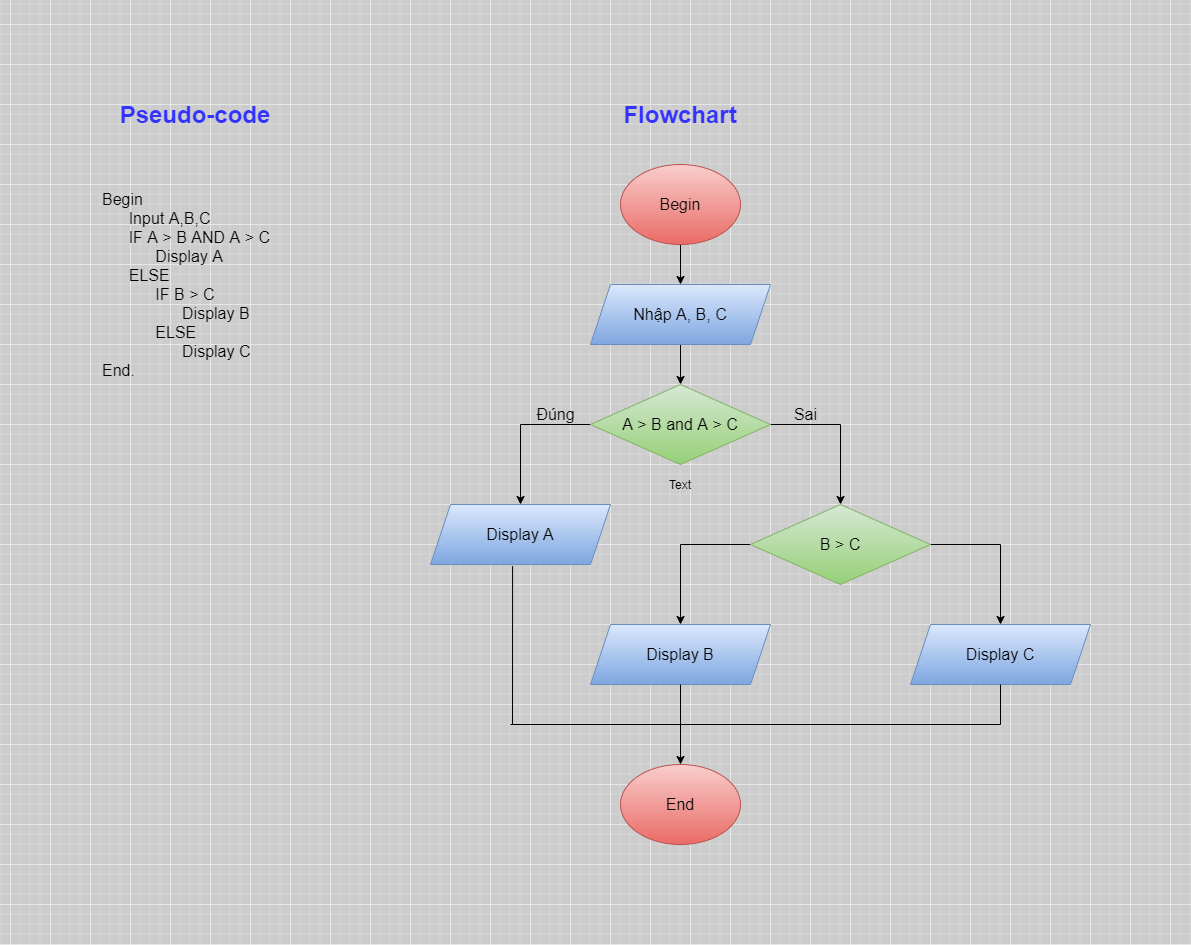 Pseudo-code
Begin
Input A,B,C
IF A > B AND A > C
Display A
ELSE
IF B > C
Display B
ELSE
Display C
End.
Flowchart
Begin
Nhập A, B, C
A > B and A > C
Đúng
Sai
Text
Display A
B > C
Display B
Display C
End